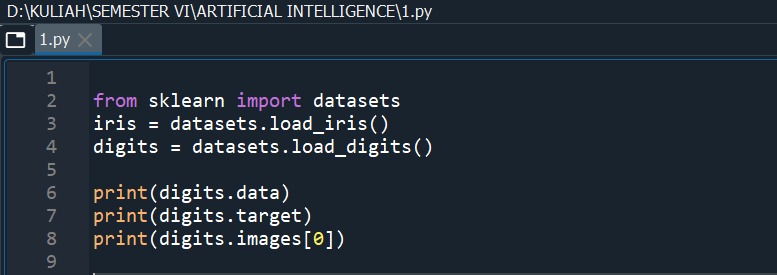 D:\KULIAH\SEMESTER VI\ARTIFICIAL INTELLIGENCE\1.py
1.py
1
2 from sklearn import datasets
3 iris = datasets.load_iris()
4 digits = datasets.load_digits()
5
6 print(digits.data)
7 print(digits.target)
8 print(digits.images[0])
9